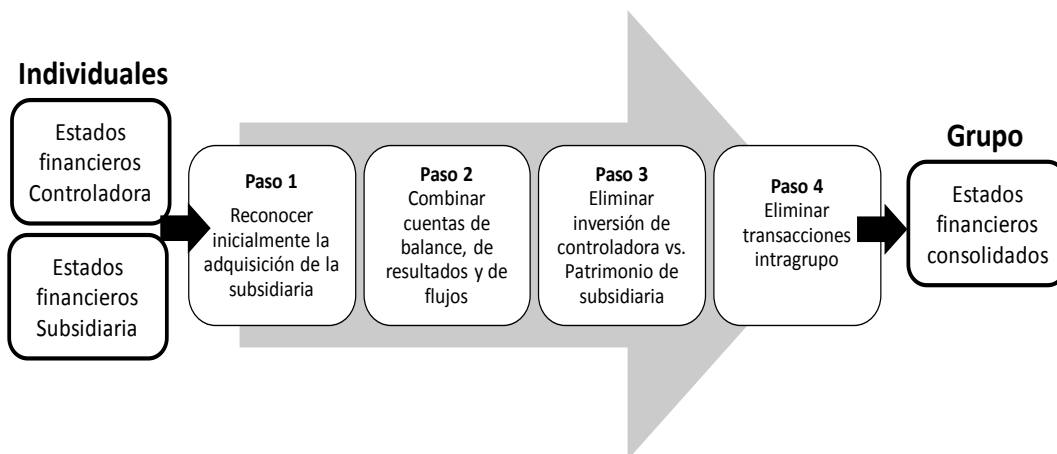 Individuales
Estados
financieros
Controladora
Estados
financieros
Subsidiaria
Paso 1
Reconocer
inicialmente la
adquisición de la
subsidiaria
Paso 2
Combinar
cuentas de
balance, de
resultados y de
flujos
Paso 3
Eliminar
inversión de
controladora vs.
Patrimonio de
subsidiaria
Paso 4
Eliminar
transacciones
intragrupo
Grupo
Estados
financieros
consolidados